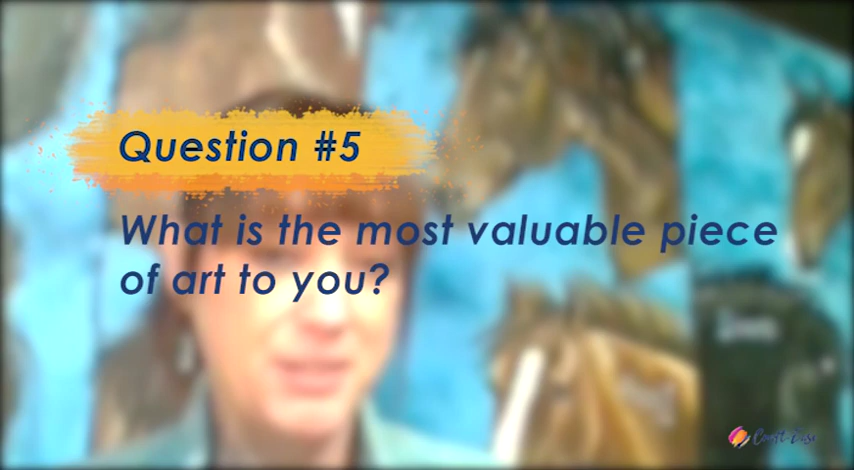 Question #5
What is the most valuable piece
of art to you?